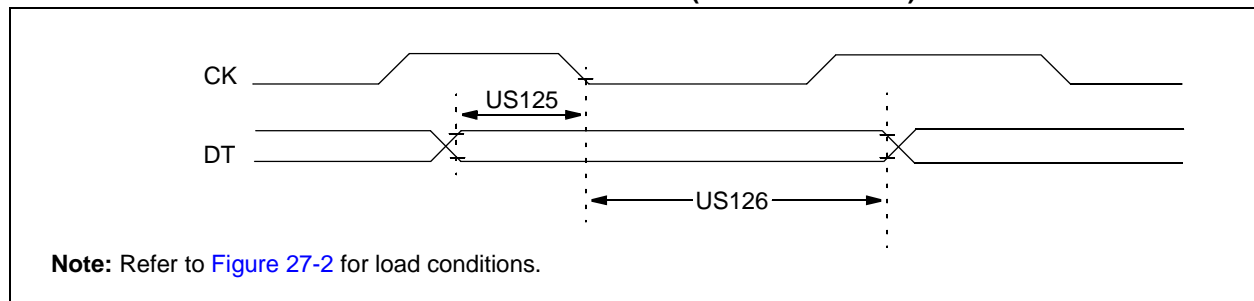 CK
US125
DT
US126
Note: Refer to Figure 27-2 for load conditions.